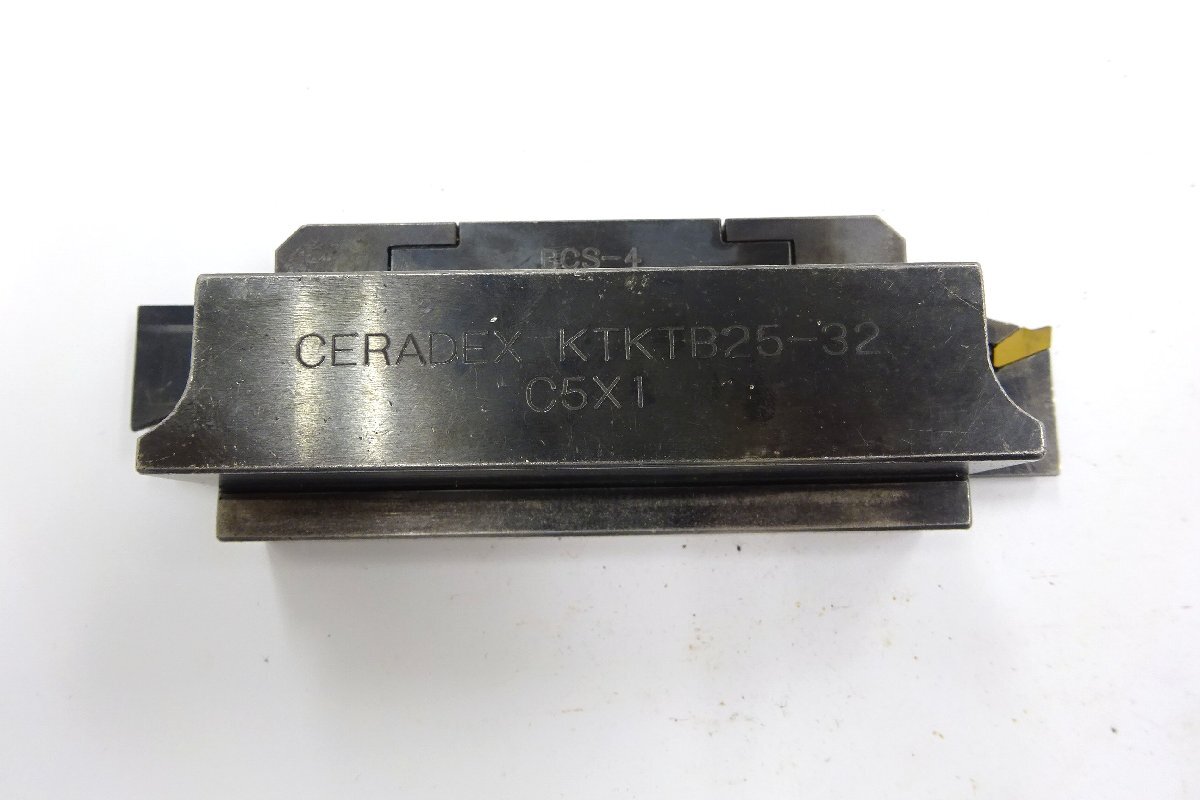 BCS-4
CERADEX KTKTB25-32
C5X1